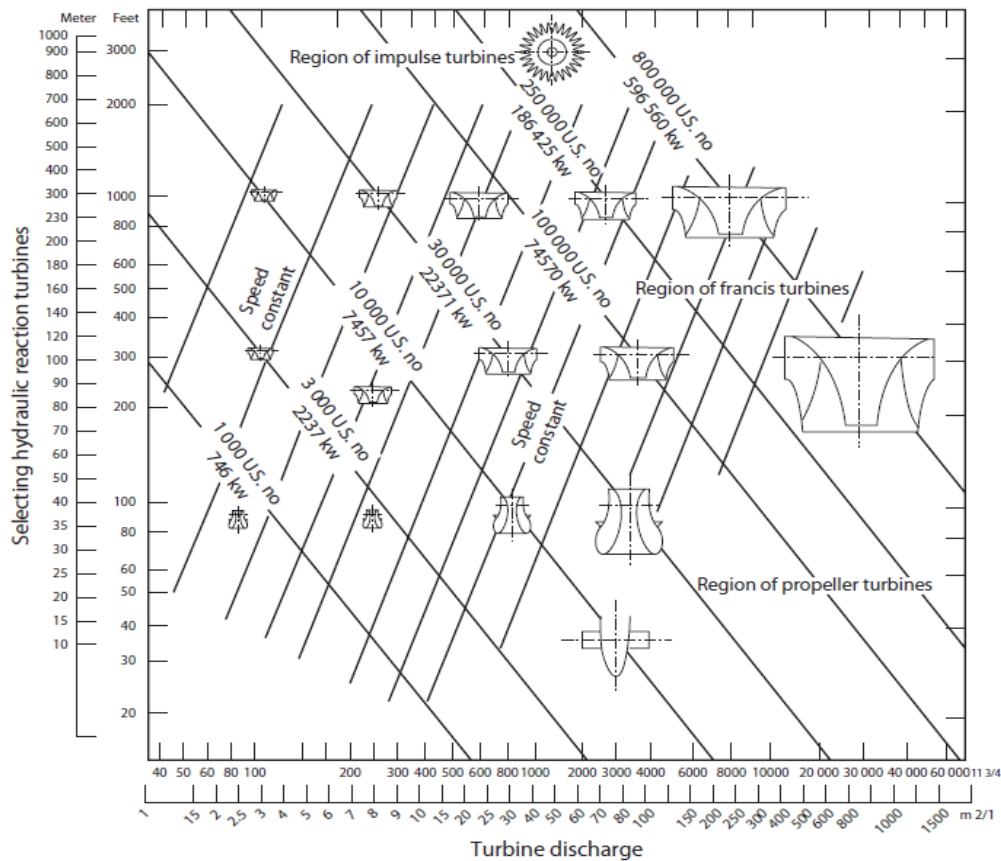 Meter Feet
1000
900
800
700
600
500
400
300
230
200
180
160
140
120
100
90
80
70
60
50
40
35
30
25
20
15
10
3000
2000
1000
800
600
500
400
300
200
100
80
60
50
40
30
20
Selecting hydraulic reaction turbines
Region of impulse turbines
800 000 U.S. no
596 560 kw
250 000 U.S. no
186 425 kw
100 000 U.S. no
74570 kw
30 000 U.S. no
22371 kw
10 000 U.S. no
7457 kw
3 000 U.S. no
2237 kw
1 000 U.S. no
746 kw
Speed
constant
Speed
constant
Region of francis turbines
Region of propeller turbines
40 50 60 80 100 200 300 400 600 800 1000 2000 3000 4000 6000 8000 10000 20 000 30 000 40 000 60 000 11 3/4
1 15 2 2.5 3 4 5 6 7 8 9 15 20 25 30 40 50 60 70 80 100 150 200 250 30 300 400 500 1000 1500 m 2/1
Turbine discharge